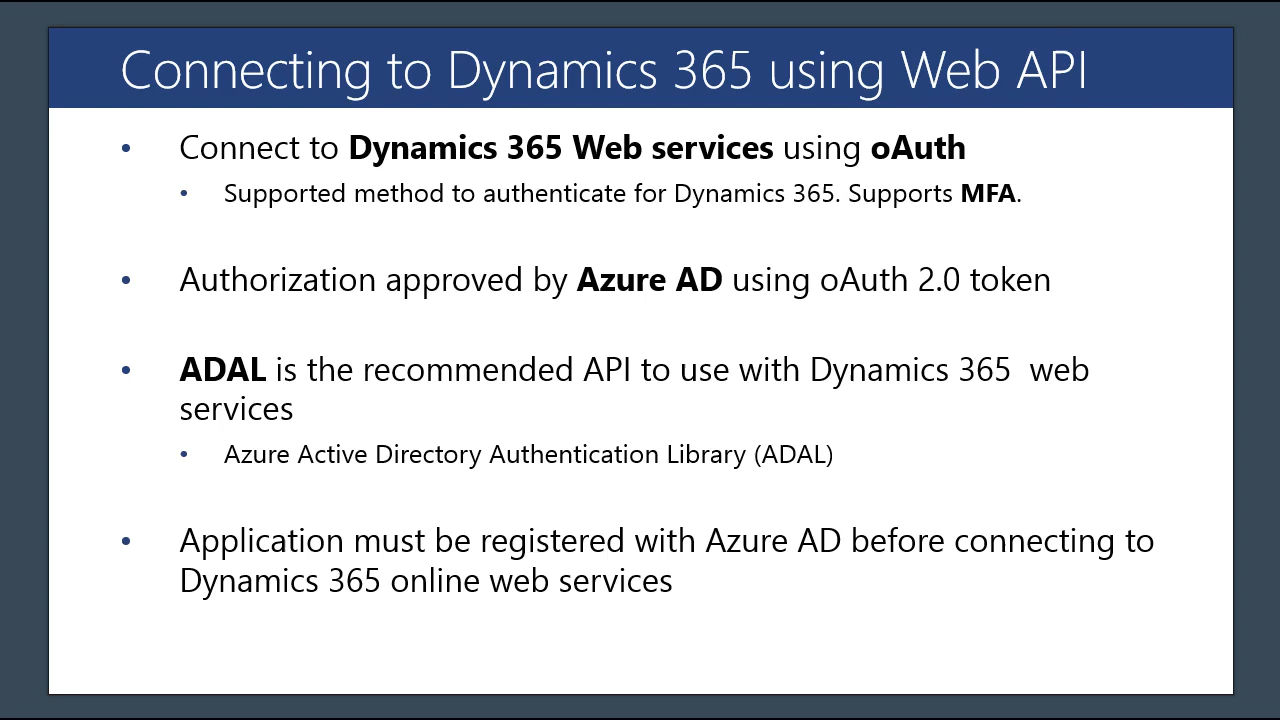 Connecting to Dynamics 365 using Web API
• Connect to Dynamics 365 Web services using oAuth
• Supported method to authenticate for Dynamics 365. Supports MFA.
• Authorization approved by Azure AD using oAuth 2.0 token
• ADAL is the recommended API to use with Dynamics 365  web
services
• Azure Active Directory Authentication Library (ADAL)
• Application must be registered with Azure AD before connecting to
Dynamics 365 online web services